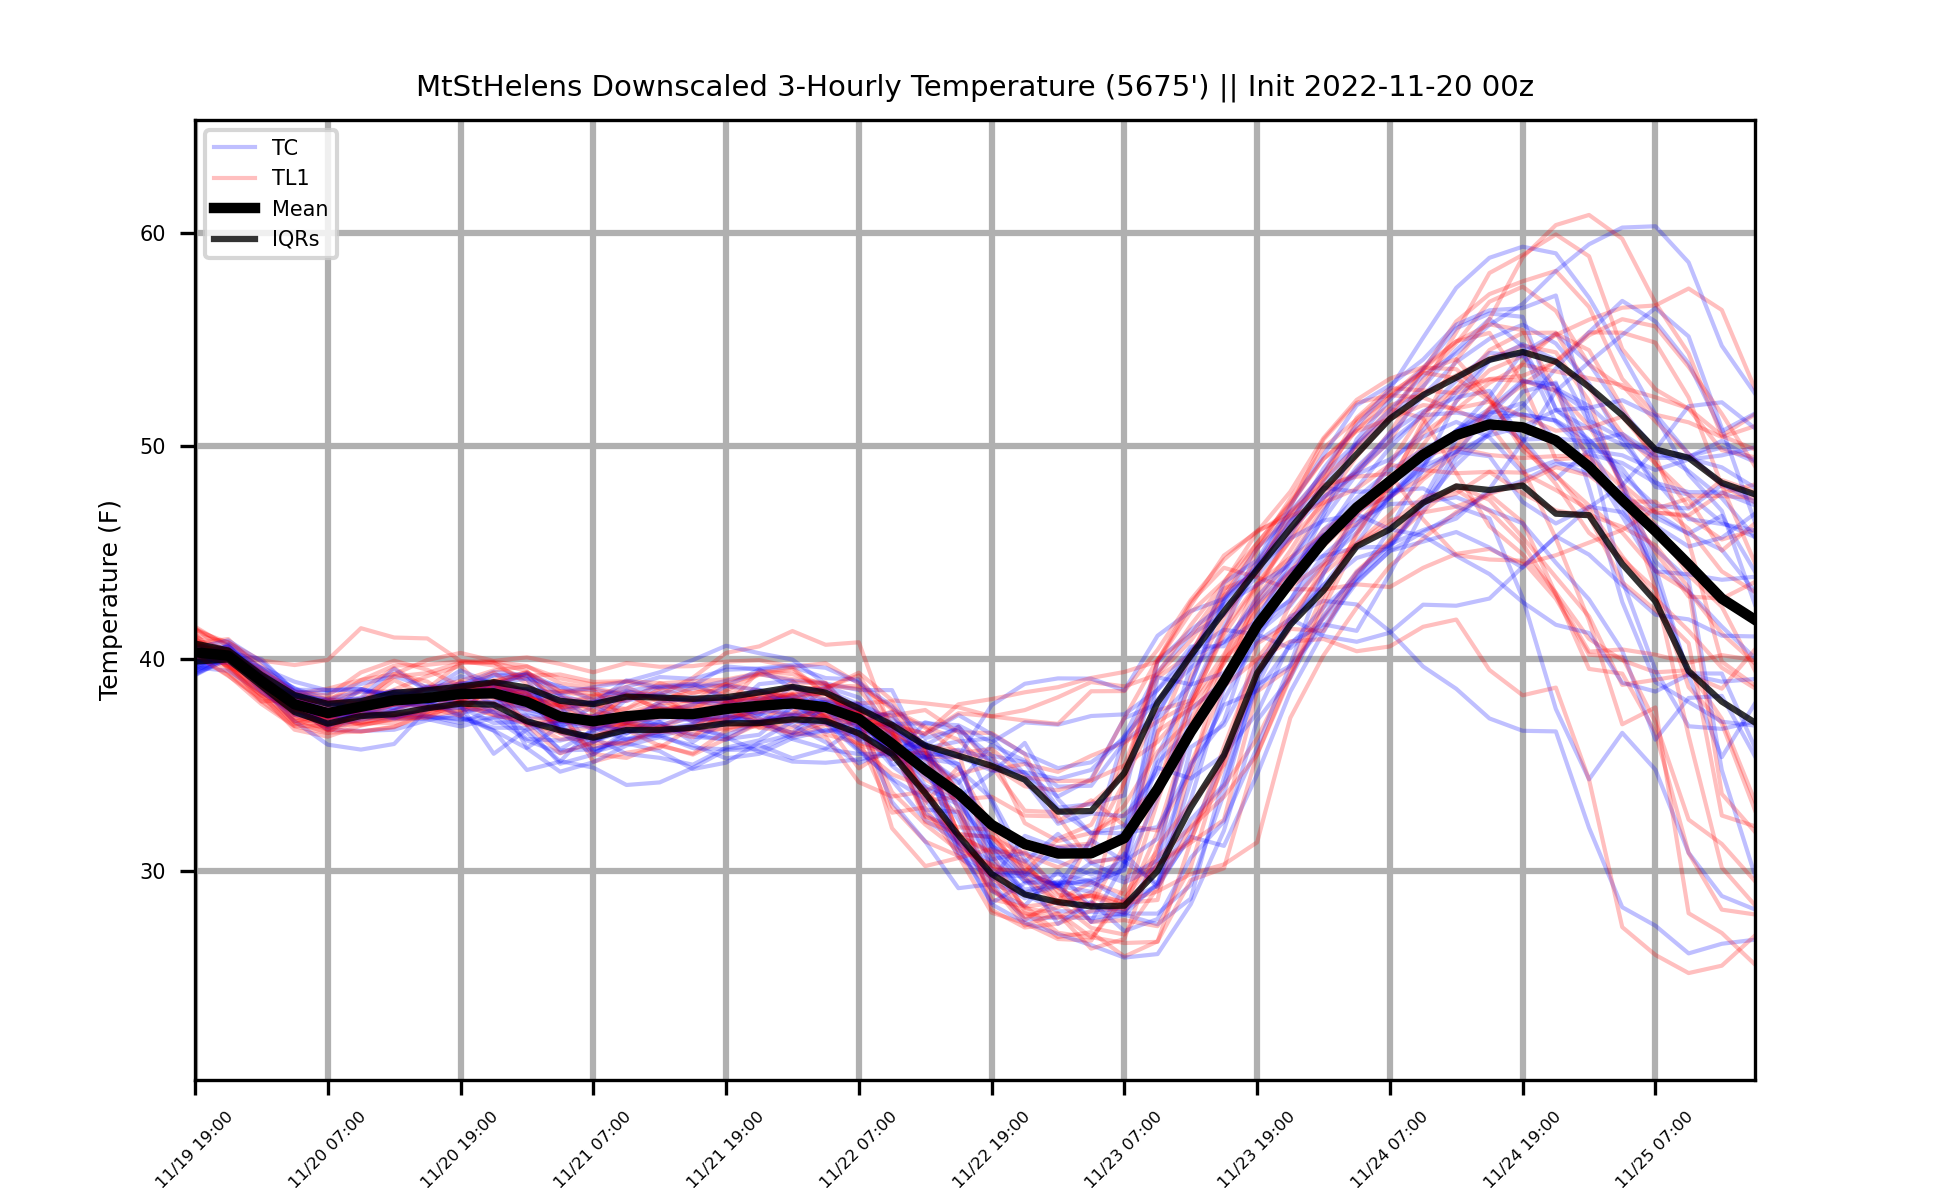 MtStHelens Downscaled 3-Hourly Temperature (5675') || Init 2022-11-20 00z
TC
TL1
Mean
IQRs
Temperature (F)
60
50
40
30
11/19 19:00
11/20 07:00
11/20 19:00
11/21 07:00
11/21 19:00
11/22 07:00
11/22 19:00
11/23 07:00
11/23 19:00
11/24 07:00
11/24 19:00
11/25 07:00